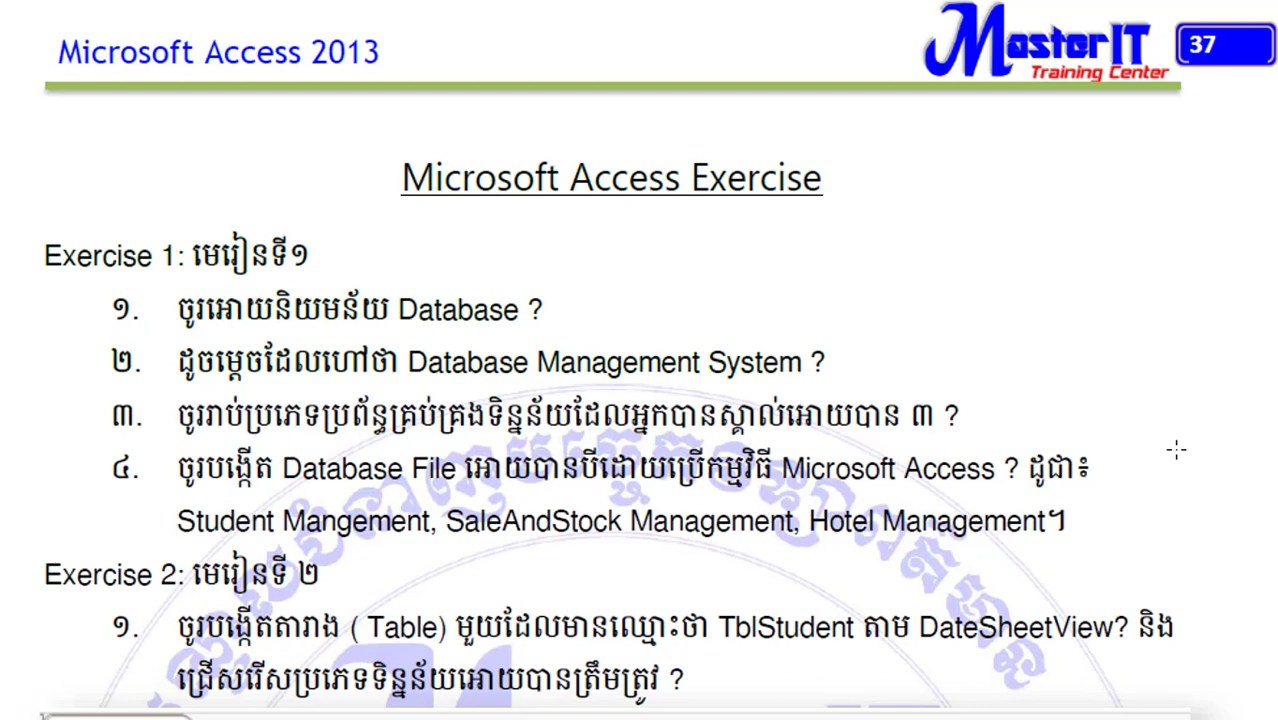 Microsoft Access 2013
MasterIT
Training Center
37
Microsoft Access Exercise
Exercise 1: មេរៀនទី១
១. ចូរអោយនិយមន័យ Database ?
២. ដូចម្តេចដែលហៅថា Database Management System ?
៣. ចូររាប់ប្រភេទប្រព័ន្ធគ្រប់គ្រងទិន្នន័យដែលអ្នកបានស្គាល់អោយបាន ៣ ?
៤. ចូរបង្កើត Database File អោយបានបីដោយប្រើកម្មវិធី Microsoft Access ? ដូជា៖
Student Mangement, SaleAndStock Management, Hotel Management។
Exercise 2: មេរៀនទី ២
១. ចូរបង្កើតតារាង ( Table) មួយដែលមានឈ្មោះថា TblStudent តាម DateSheetView? និង
ជ្រើសរើសប្រភេទទិន្នន័យអោយបានត្រឹមត្រូវ ?